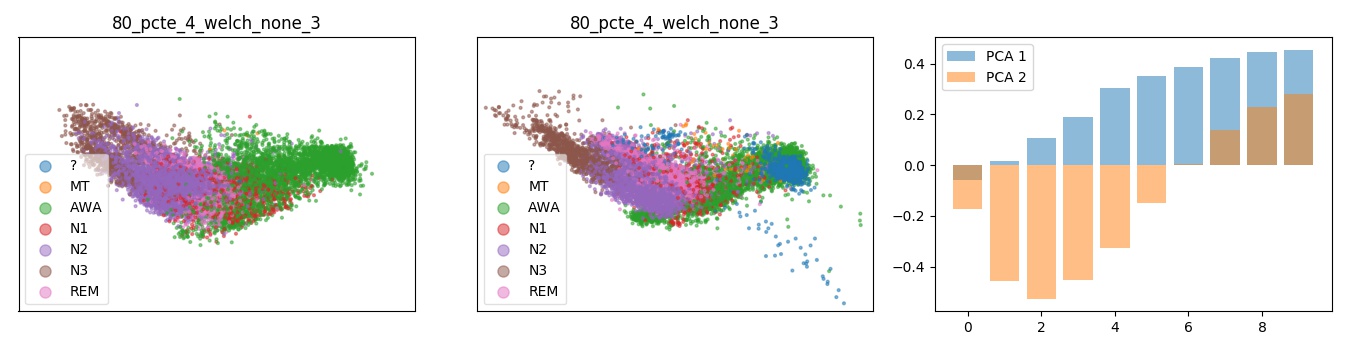 80_pcte_4_welch_none_3
?
MT
AWA
N1
N2
N3
REM
80_pcte_4_welch_none_3
?
MT
AWA
N1
N2
N3
REM
PCA 1
PCA 2
0.4
0.2
0.0
−0.2
−0.4
0 2 4 6 8